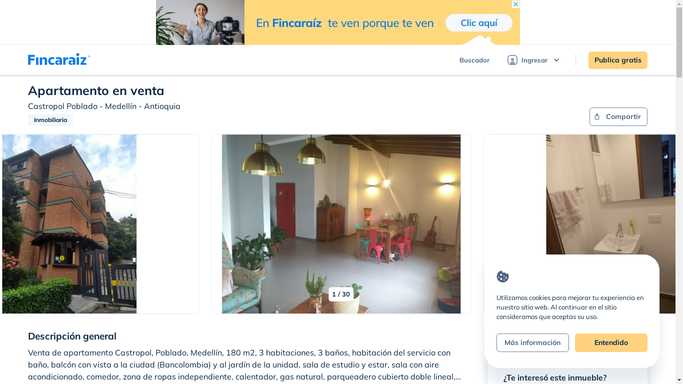 En Fincaraíz te ven porque te ven
Clic aquí
Fincaraíz
Buscador
Ingresar
Publica gratis
Apartamento en venta
Castropol Poblado - Medellín - Antioquia
Inmobiliaria
Compartir
1 / 30
Utilizamos cookies para mejorar tu experiencia en
nuestro sitio web. Al continuar en el sitio
consideramos que aceptas su uso.
Más información
Entendido
Descripción general
Venta de apartamento Castropol, Poblado, Medellín, 180 m2, 3 habitaciones, 3 baños, habitación del servicio con
baño, balcón con vista a la ciudad (Bancolombia) y al jardín de la unidad, sala de estudio y estar, sala con aire
acondicionado, comedor, zona de ropas independiente, calentador, gas natural, parqueadero cubierto doble lineal,...
¿Te interesó este inmueble?